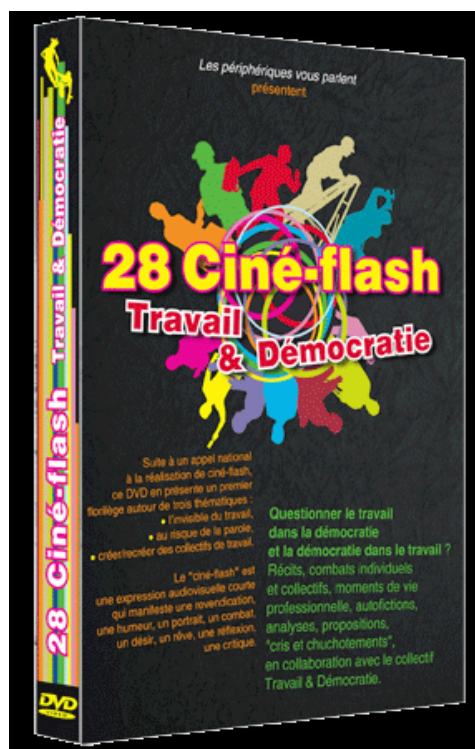 28 Ciné-flash Travail & Démocratie
DVD
VIDEO
Les périphériques vous parlent
présentent
28 Ciné-flash
Travail
& Démocratie
Suite à un appel national
à la réalisation de ciné-flash,
ce DVD en présente un premier
florilège autour de trois thématiques :
• l'invisible du travail,
• au risque de la parole,
• créer/recréer des collectifs de travail.
Le "ciné-flash" est
une expression audiovisuelle courte
qui manifeste une revendication,
une humeur, un portrait, un combat,
un désir, un rêve, une réflexion,
une critique.
Questionner le travail
dans la démocratie
et la démocratie dans le travail ?
Récits, combats individuels
et collectifs, moments de vie
professionnelle, autofictions,
analyses, propositions,
"cris et chuchotements",
en collaboration avec le collectif
Travail & Démocratie.